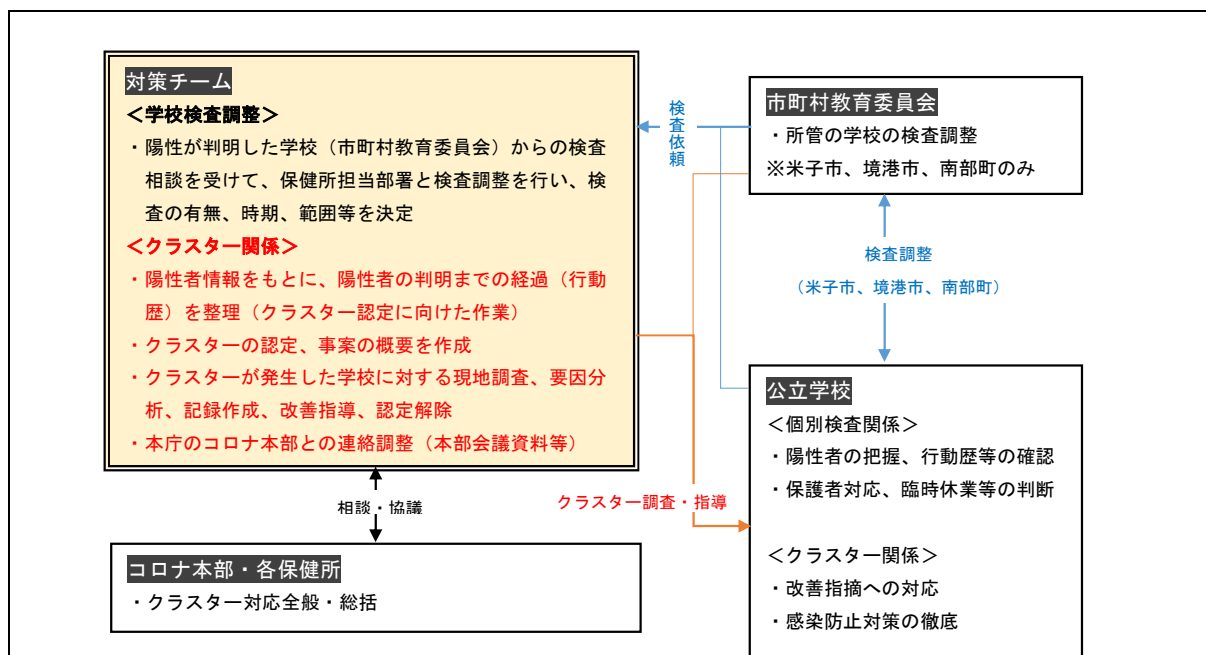 対策チーム
＜学校検査調整＞
・陽性が判明した学校（市町村教育委員会）からの検査
相談を受けて、保健所担当部署と検査調整を行い、検
査の有無、時期、範囲等を決定
＜クラスター関係＞
・陽性者情報をもとに、陽性者の判明までの経過（行動
歴）を整理（クラスター認定に向けた作業）
・クラスターの認定、事案の概要を作成
・クラスターが発生した学校に対する現地調査、要因分
析、記録作成、改善指導、認定解除
・本庁のコロナ本部との連絡調整（本部会議資料等）
検査依頼
市町村教育委員会
・所管の学校の検査調整
※米子市、境港市、南部町のみ
検査調整
（米子市、境港市、南部町）
相談・協議
クラスター調査・指導
コロナ本部・各保健所
・クラスター対応全般・総括
公立学校
＜個別検査関係＞
・陽性者の把握、行動歴等の確認
・保護者対応、臨時休業等の判断
＜クラスター関係＞
・改善指摘への対応
・感染防止対策の徹底